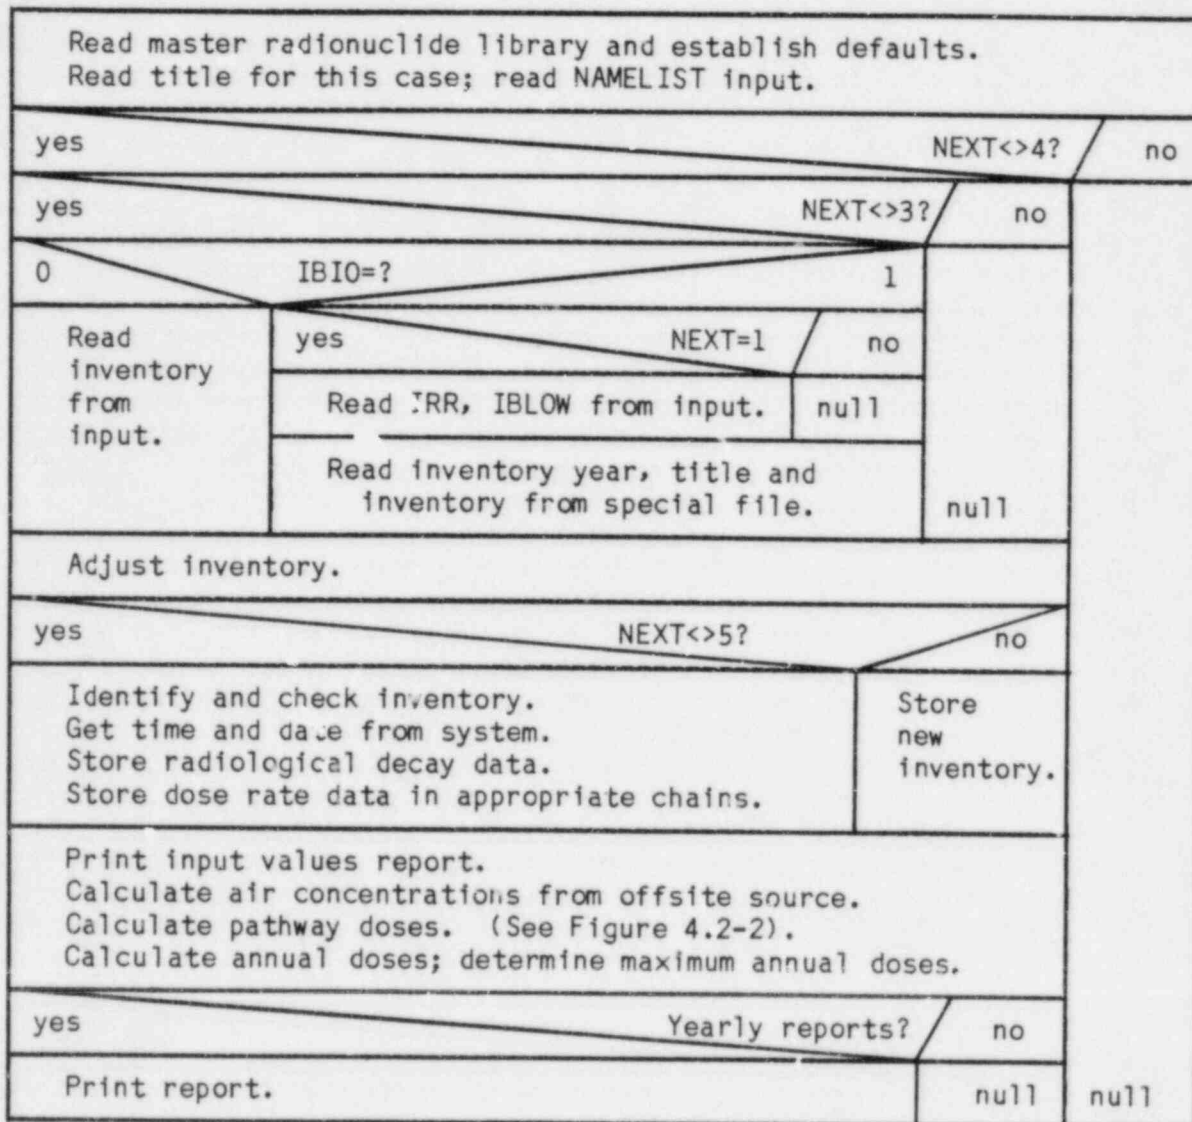 Read master radionuclide library and establish defaults.
Read title for this case; read NAMELIST input.
yes NEXT<>4? no
yes NEXT<>3? no
0 IBIO=? 1
Read
inventory
from
input.
yes NEXT=1 no
Read IRR, IBLOW from input. null
Read inventory year, title and
inventory from special file.
null
Adjust inventory.
yes NEXT<>5? no
Identify and check inventory.
Get time and date from system.
Store radiological decay data.
Store dose rate data in appropriate chains.
Store
new
inventory.
Print input values report.
Calculate air concentrations from offsite source.
Calculate pathway doses. (See Figure 4.2-2).
Calculate annual doses; determine maximum annual doses.
yes Yearly reports? no
Print report. null null